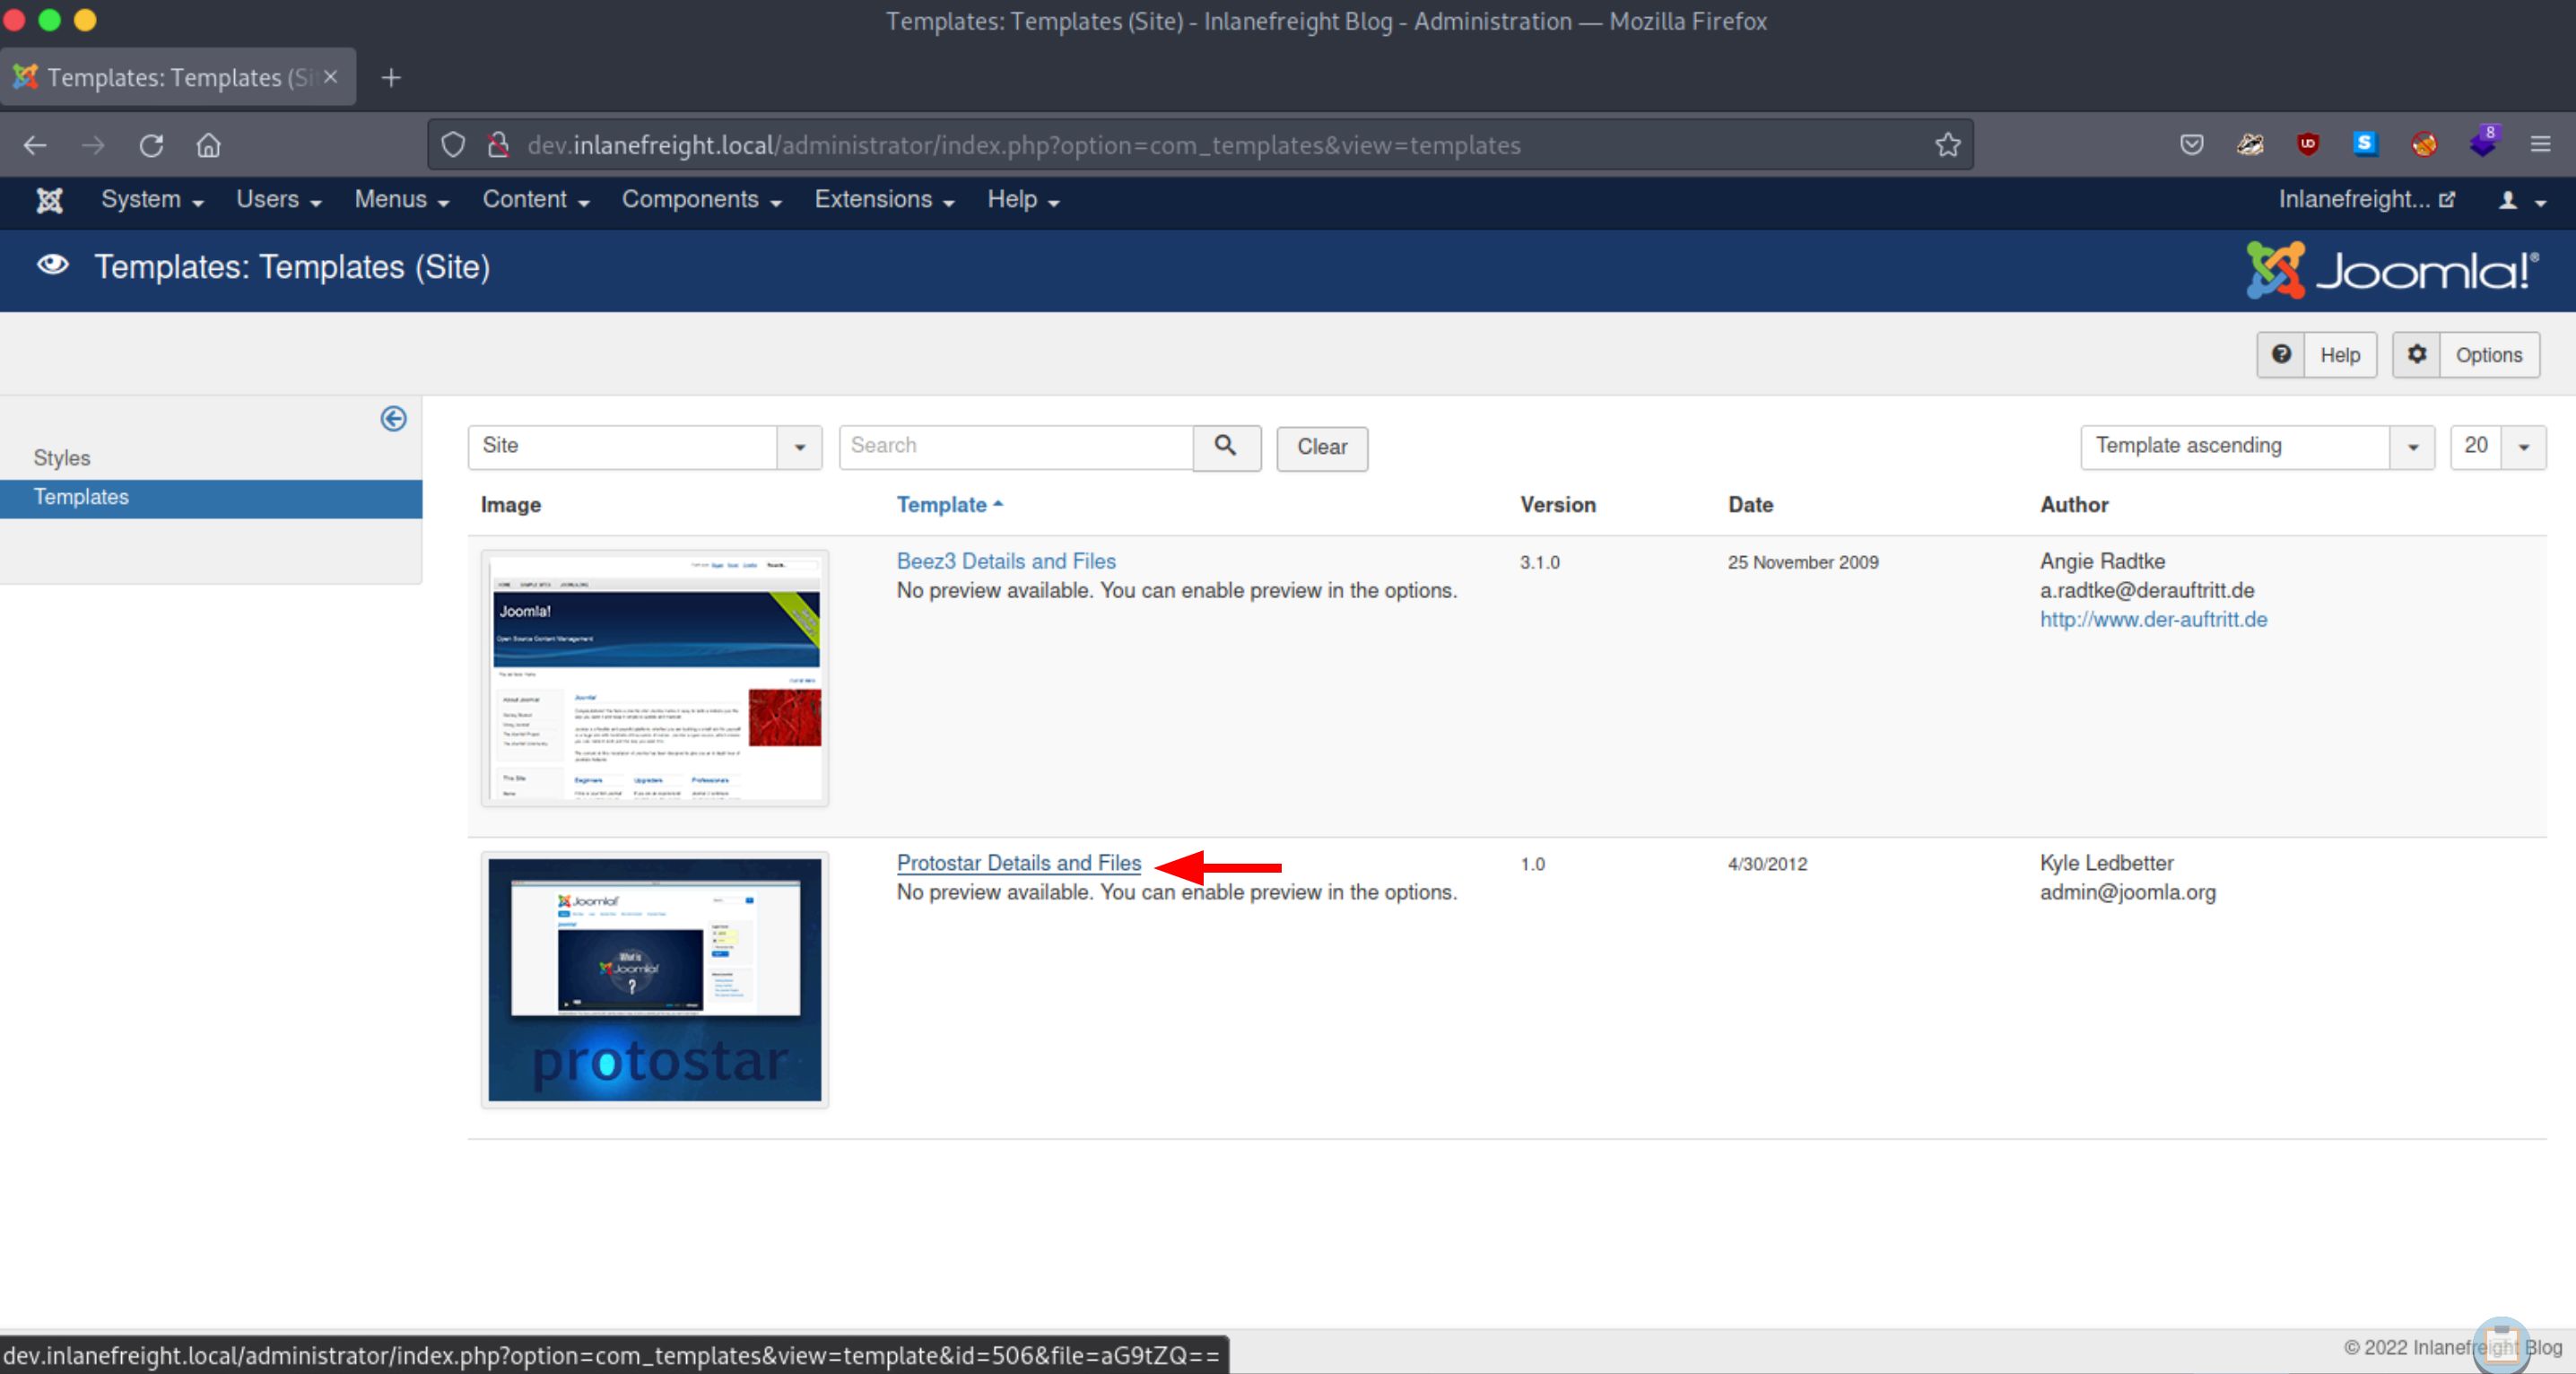 Templates: Templates (Site) - Inlanefreight Blog - Administration — Mozilla Firefox
Templates: Templates (Sit
dev.inlanefreight.local/administrator/index.php?option=com_templates&view=templates
8
System Users Menus Content Components Extensions Help Inlanefreight...
Templates: Templates (Site) Joomla!®
Help Options
Styles
Templates
Site Search Clear Template ascending 20
Image Template Version Date Author
Beez3 Details and Files 3.1.0 25 November 2009 Angie Radtke
No preview available. You can enable preview in the options. a.radtke@derauftritt.de
http://www.der-auftritt.de
Joomla!
Open Source Content Management
Protostar Details and Files 1.0 4/30/2012 Kyle Ledbetter
No preview available. You can enable preview in the options. admin@joomla.org
Joomla!
What is
Joomla!
?
protostar
dev.inlanefreight.local/administrator/index.php?option=com_templates&view=template&id=506&file=aG9tZQ==
© 2022 Inlanefreight Blog